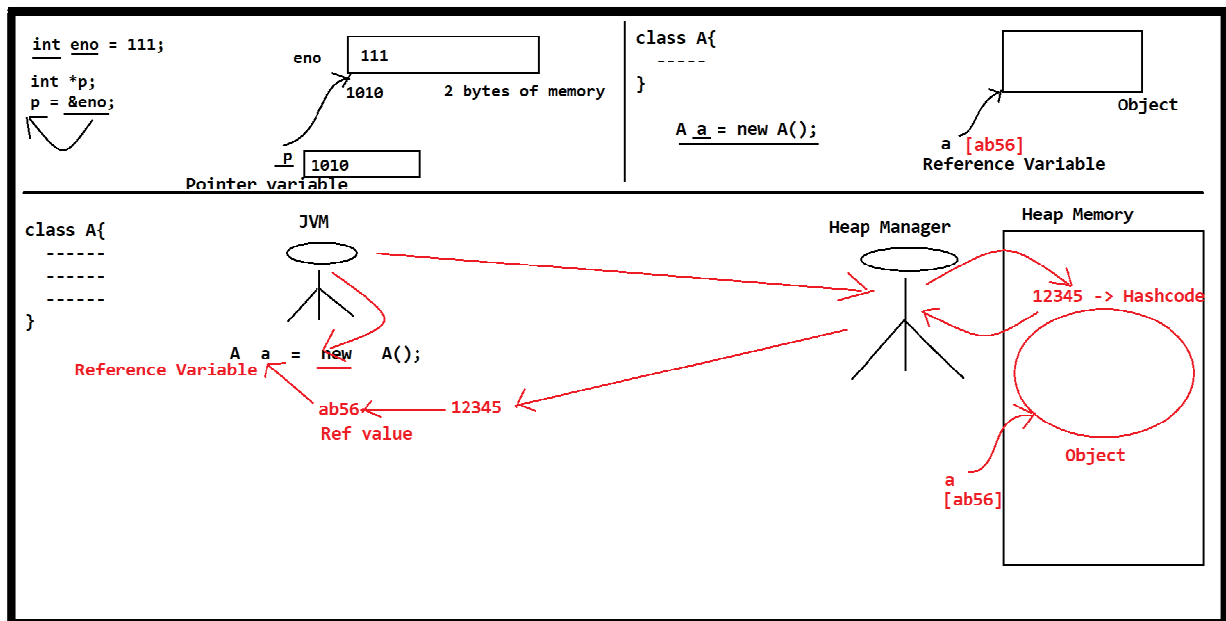 int eno = 111;
int *p;
p = &eno;
eno
111
1010
2 bytes of memory
p
1010
Pointer variable
class A{
-----
}
A a = new A();
Object
a [ab56]
Reference Variable
class A{
------
------
------
}
JVM
A a = new A();
Reference Variable
ab56
12345
Ref value
Heap Manager
Heap Memory
12345 -> Hashcode
Object
a
[ab56]